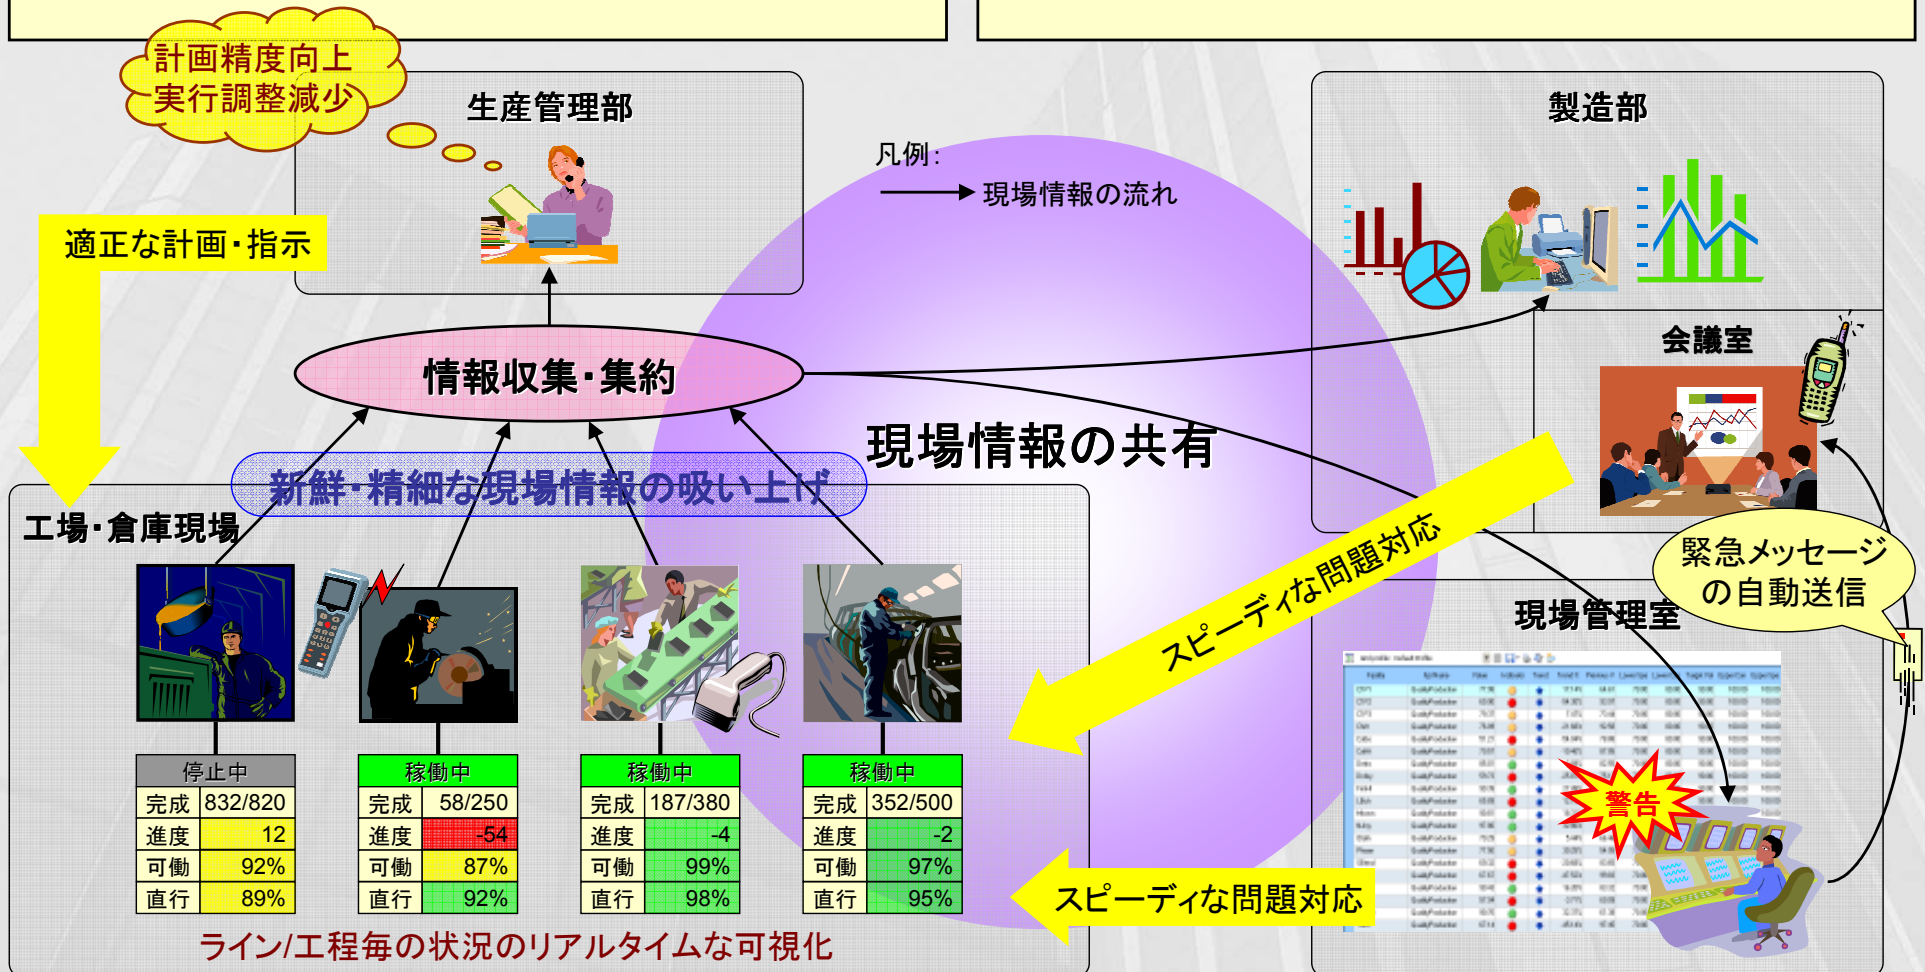 計画精度向上
実行調整減少
生産管理部
製造部
凡例：
現場情報の流れ
適正な計画・指示
会議室
情報収集・集約
現場情報の共有
新鮮・精細な現場情報の吸い上げ
工場・倉庫現場
スピーディな問題対応
緊急メッセージ
の自動送信
現場管理室
停止中
完成 832/820
進度 12
可働 92%
直行 89%
稼働中
完成 58/250
進度 -54
可働 87%
直行 92%
稼働中
完成 187/380
進度 -4
可働 99%
直行 98%
稼働中
完成 352/500
進度 -2
可働 97%
直行 95%
警告
スピーディな問題対応
ライン/工程毎の状況のリアルタイムな可視化